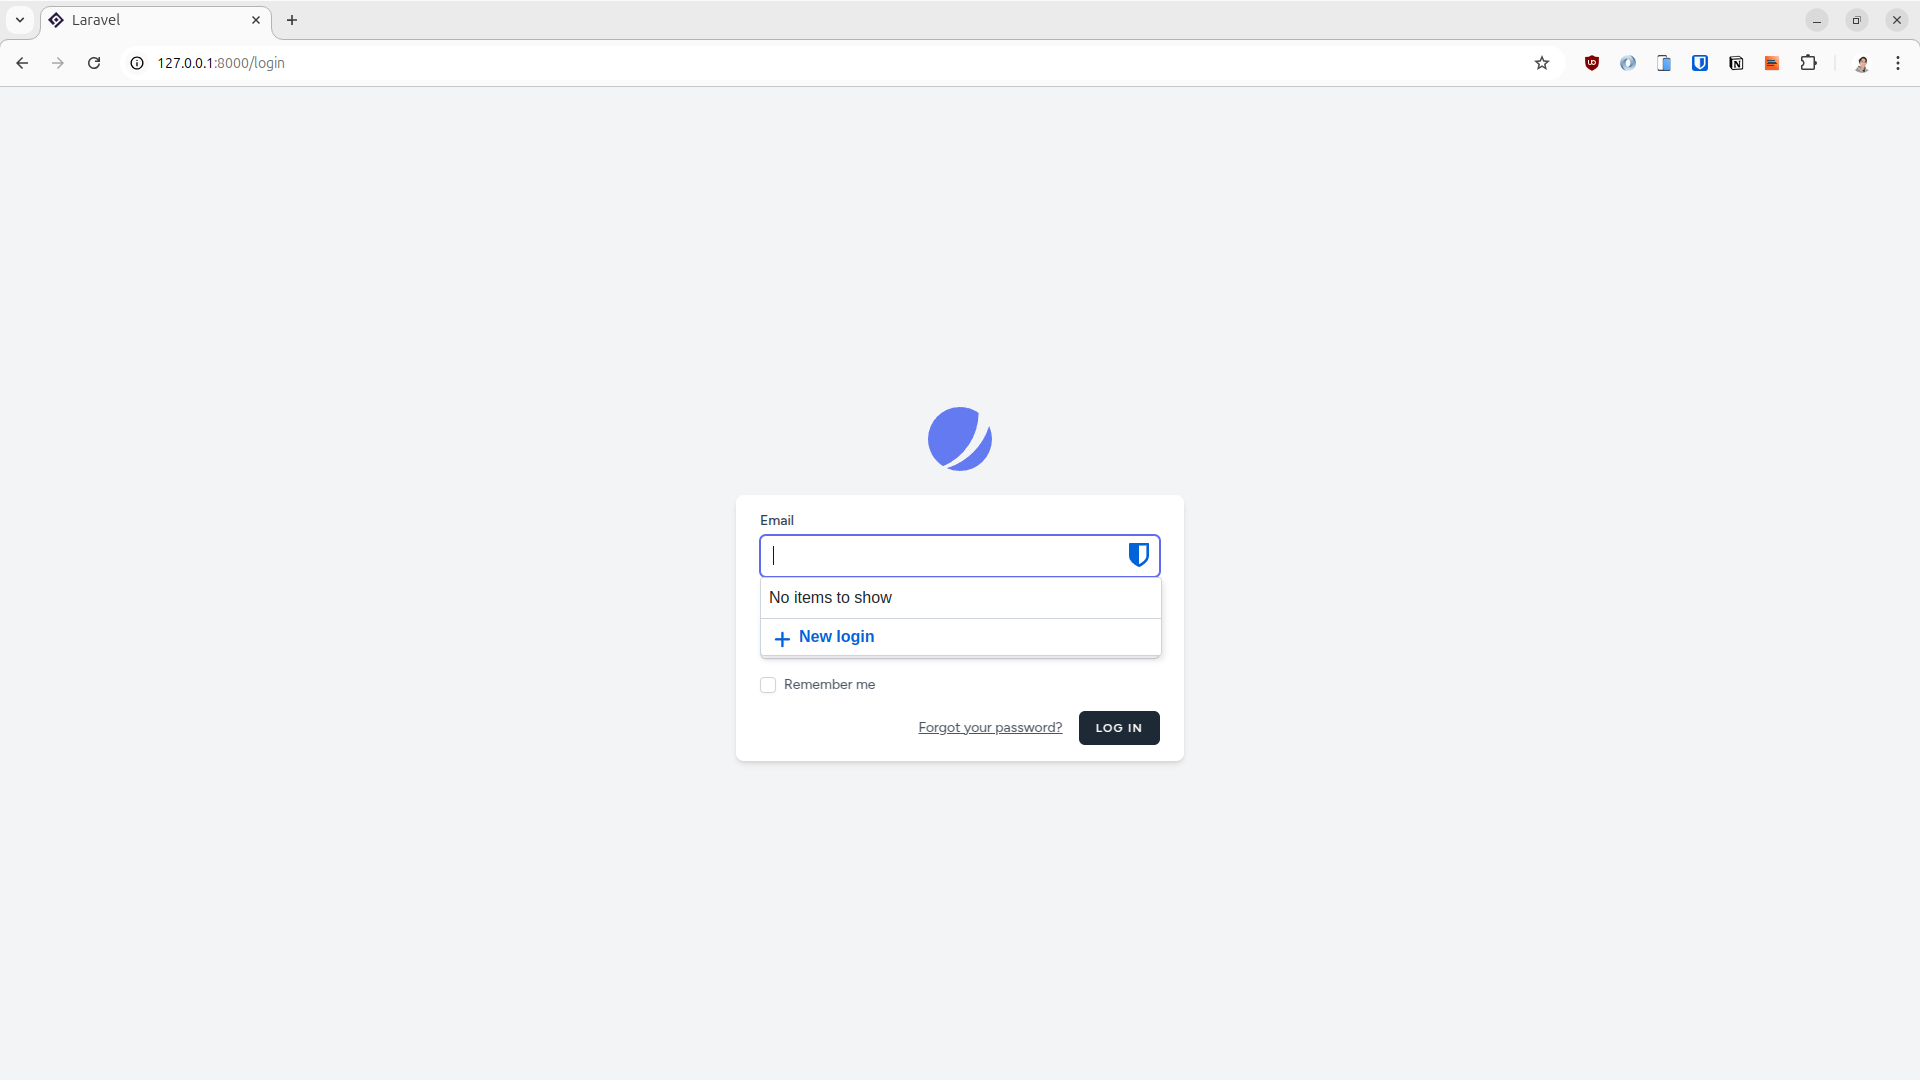 Laravel
127.0.0.1:8000/login
Email
No items to show
New login
Remember me
Forgot your password?
LOG IN